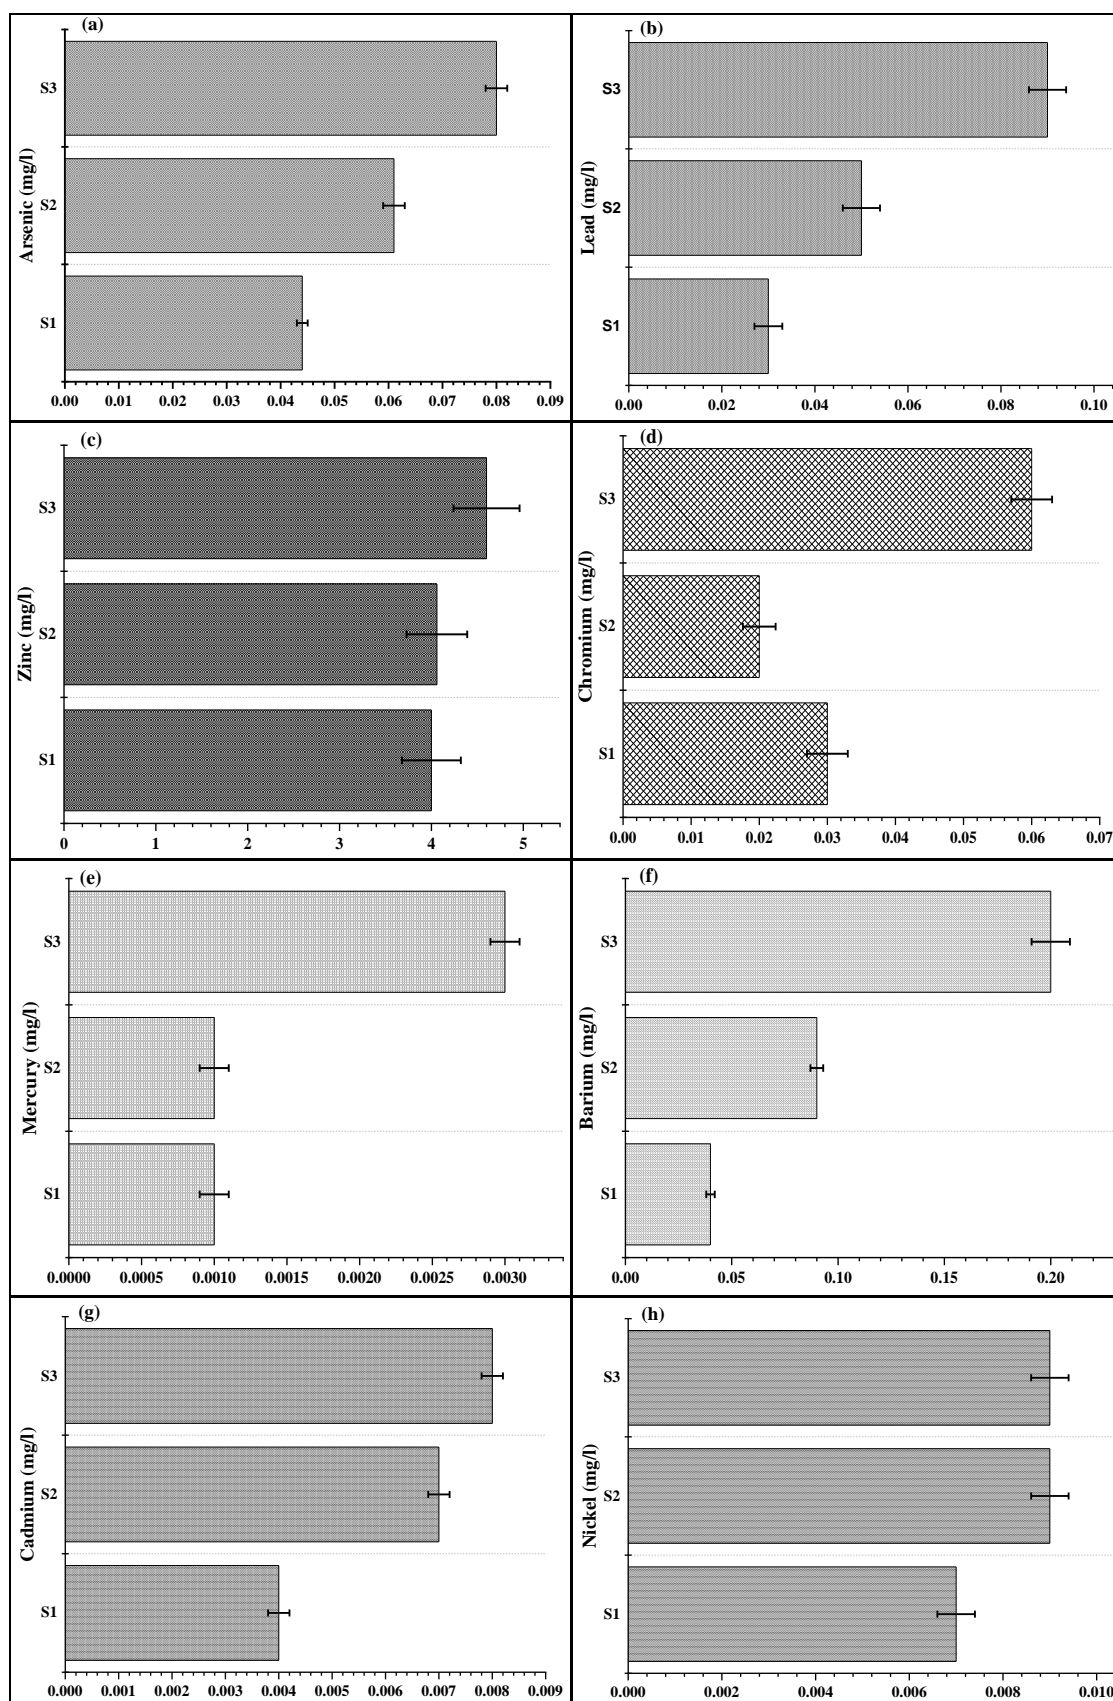 (a)
Arsenic (mg/l)
S3
S2
S1
0.00 0.01 0.02 0.03 0.04 0.05 0.06 0.07 0.08 0.09
(b)
Lead (mg/l)
S3
S2
S1
0.00 0.02 0.04 0.06 0.08 0.10
(c)
Zinc (mg/l)
S3
S2
S1
0 1 2 3 4 5
(d)
Chromium (mg/l)
S3
S2
S1
0.00 0.01 0.02 0.03 0.04 0.05 0.06 0.07
(e)
Mercury (mg/l)
S3
S2
S1
0.0000 0.0005 0.0010 0.0015 0.0020 0.0025 0.0030
(f)
Barium (mg/l)
S3
S2
S1
0.00 0.05 0.10 0.15 0.20
(g)
Cadmium (mg/l)
S3
S2
S1
0.000 0.001 0.002 0.003 0.004 0.005 0.006 0.007 0.008 0.009
(h)
Nickel (mg/l)
S3
S2
S1
0.000 0.002 0.004 0.006 0.008 0.010